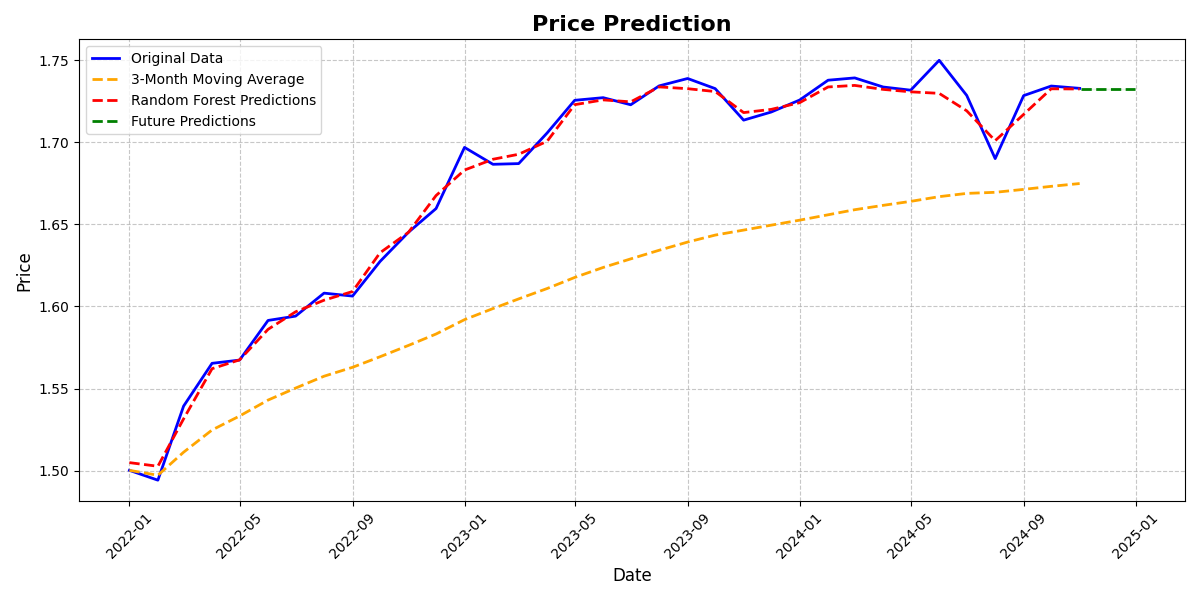 Price Prediction
Original Data
3-Month Moving Average
Random Forest Predictions
Future Predictions
Price
1.75
1.70
1.65
1.60
1.55
1.50
2022-01
2022-05
2022-09
2023-01
2023-05
2023-09
2024-01
2024-05
2024-09
2025-01
Date